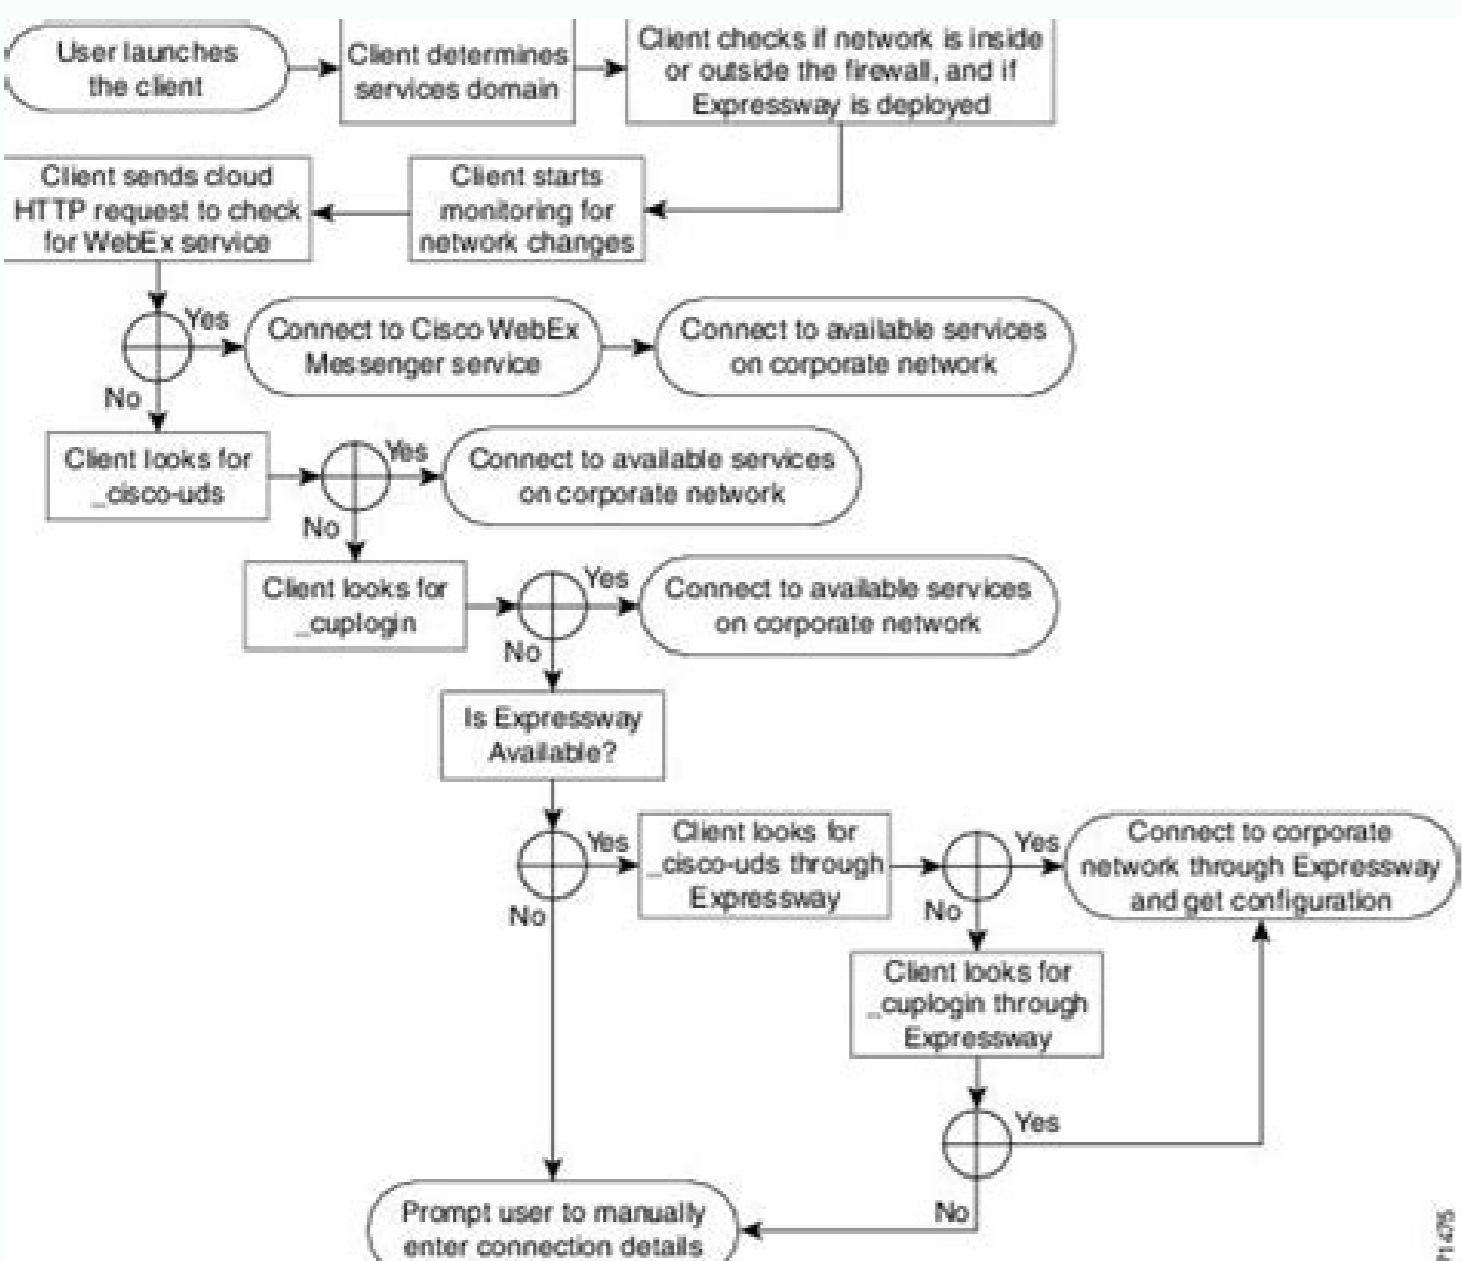 User launches
the client
Client determines
services domain
Client checks if network is inside
or outside the firewall, and if
Expressway is deployed
Client sends cloud
HTTP request to check
for WebEx service
Client starts
monitoring for
network changes
Yes
Connect to Cisco WebEx
Messenger service
Connect to available services
on corporate network
No
Client looks for
_cisco-uds
Yes
Connect to available services
on corporate network
No
Client looks for
_cuplogin
Yes
Connect to available services
on corporate network
No
Is Expressway
Available?
Yes
Client looks for
_cisco-uds through
Expressway
Yes
Connect to corporate
network through Expressway
and get configuration
No
No
Client looks for
_cuplogin through
Expressway
Yes
No
Prompt user to manually
enter connection details
71475